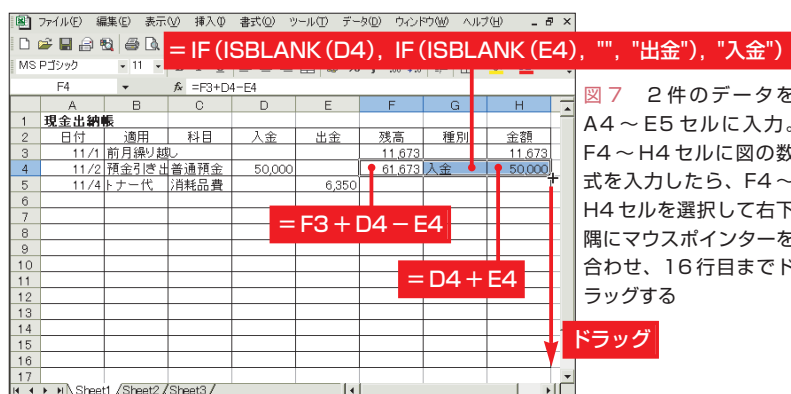 ファイル(F) 編集(E) 表示(V) 挿入(I) 書式(O) ツール(T) データ(D) ウィンドウ(W) ヘルプ(H)
MS Pゴシック 11
＝IF(ISBLANK(D4), IF(ISBLANK(E4), "", "出金"), "入金")
F4 fx =F3+D4-E4
A B C D E F G H
1 現金出納帳
2 日付 適用 科目 入金 出金 残高 種別 金額
3 11/1 前月繰り越し 11,673 11,673
4 11/2 預金引き出 普通預金 50,000 61,673 入金 50,000
5 11/4 トナー代 消耗品費 6,350
6
7
8
9
10
11
12
13
14
15
16
17
＝F3＋D4－E4
＝D4＋E4
ドラッグ
Sheet1 Sheet2 Sheet3
図7 2件のデータを
A4～E5セルに入力。
F4～H4セルに図の数
式を入力したら、F4～
H4セルを選択して右下
隅にマウスポインターを
合わせ、16行目までド
ラッグする